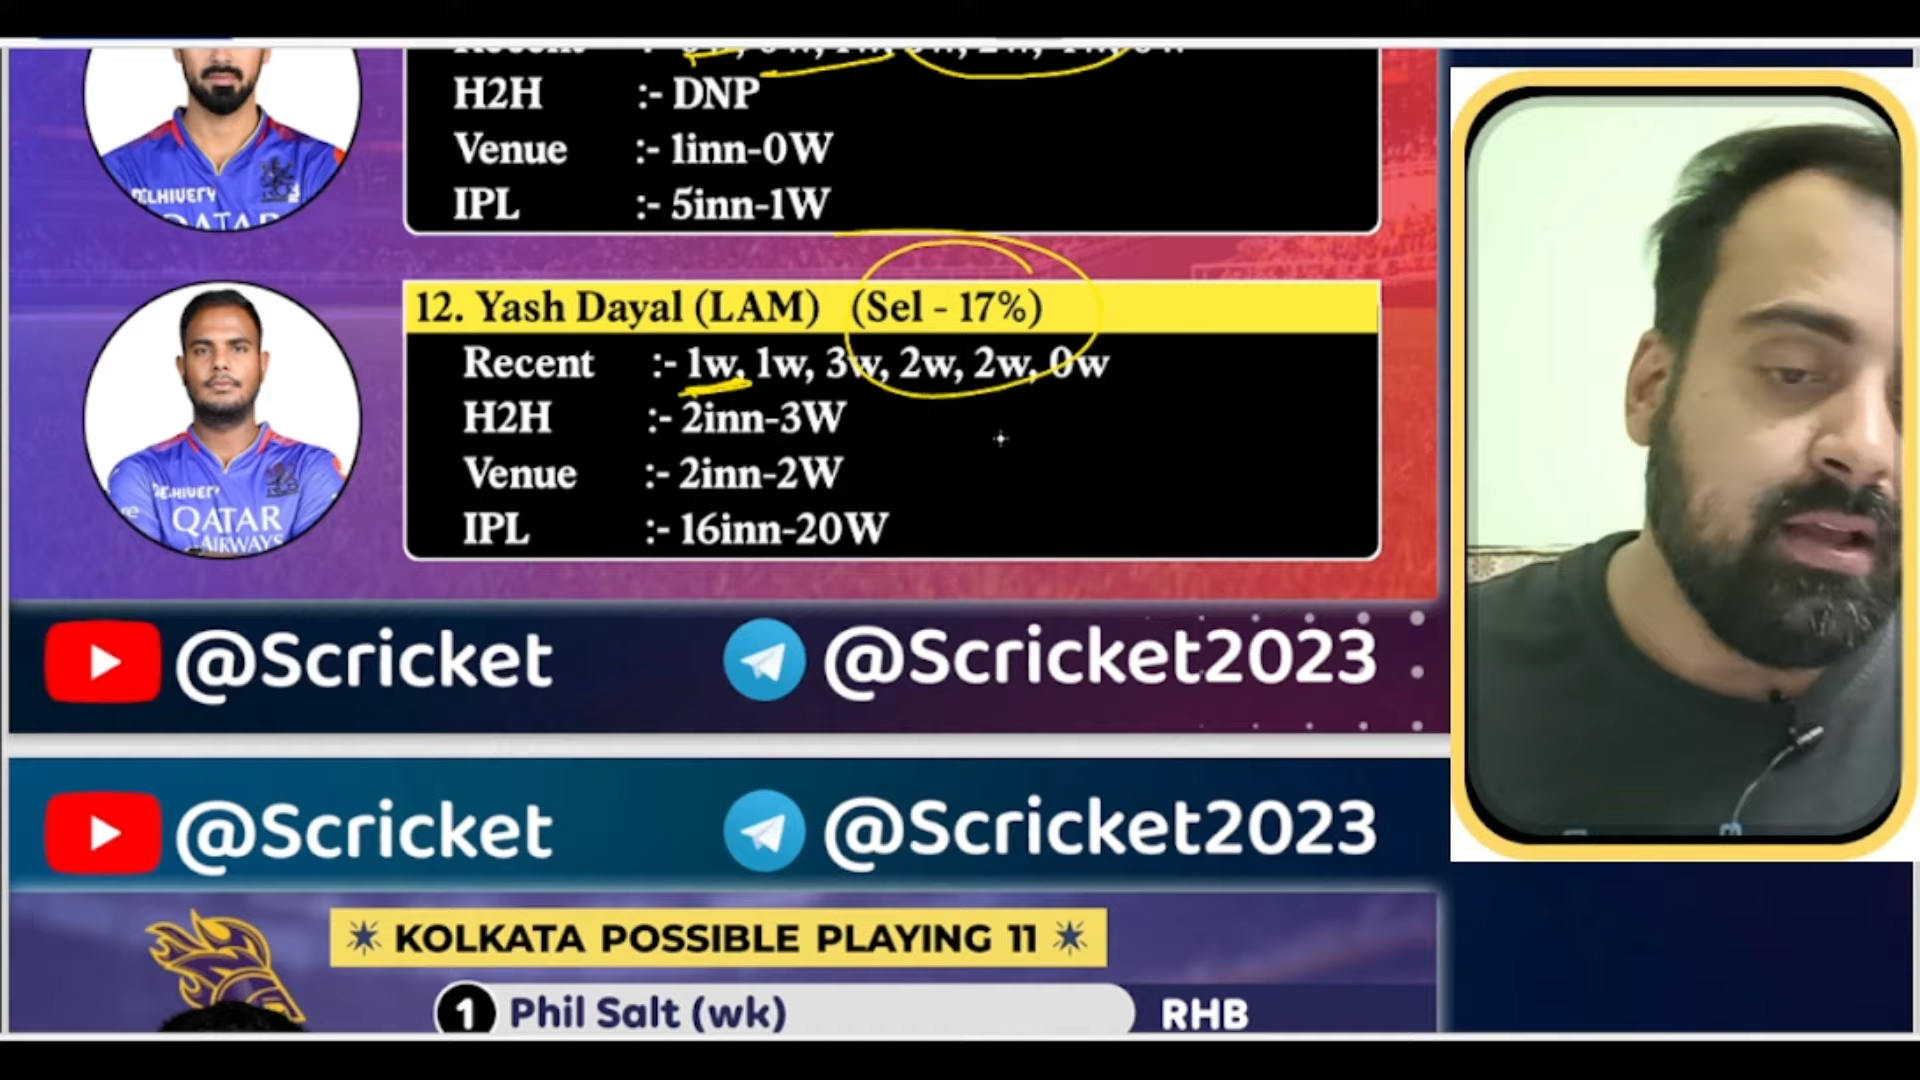 H2H :- DNP
Venue :- 1inn-0W
IPL :- 5inn-1W
12. Yash Dayal (LAM) (Sel - 17%)
Recent :- 1w, 1w, 3w, 2w, 2w, 0w
H2H :- 2inn-3W
Venue :- 2inn-2W
IPL :- 16inn-20W
QATAR
AIRWAYS
@Scricket @Scricket2023
@Scricket @Scricket2023
KOLKATA POSSIBLE PLAYING 11
1 Phil Salt (wk) RHB